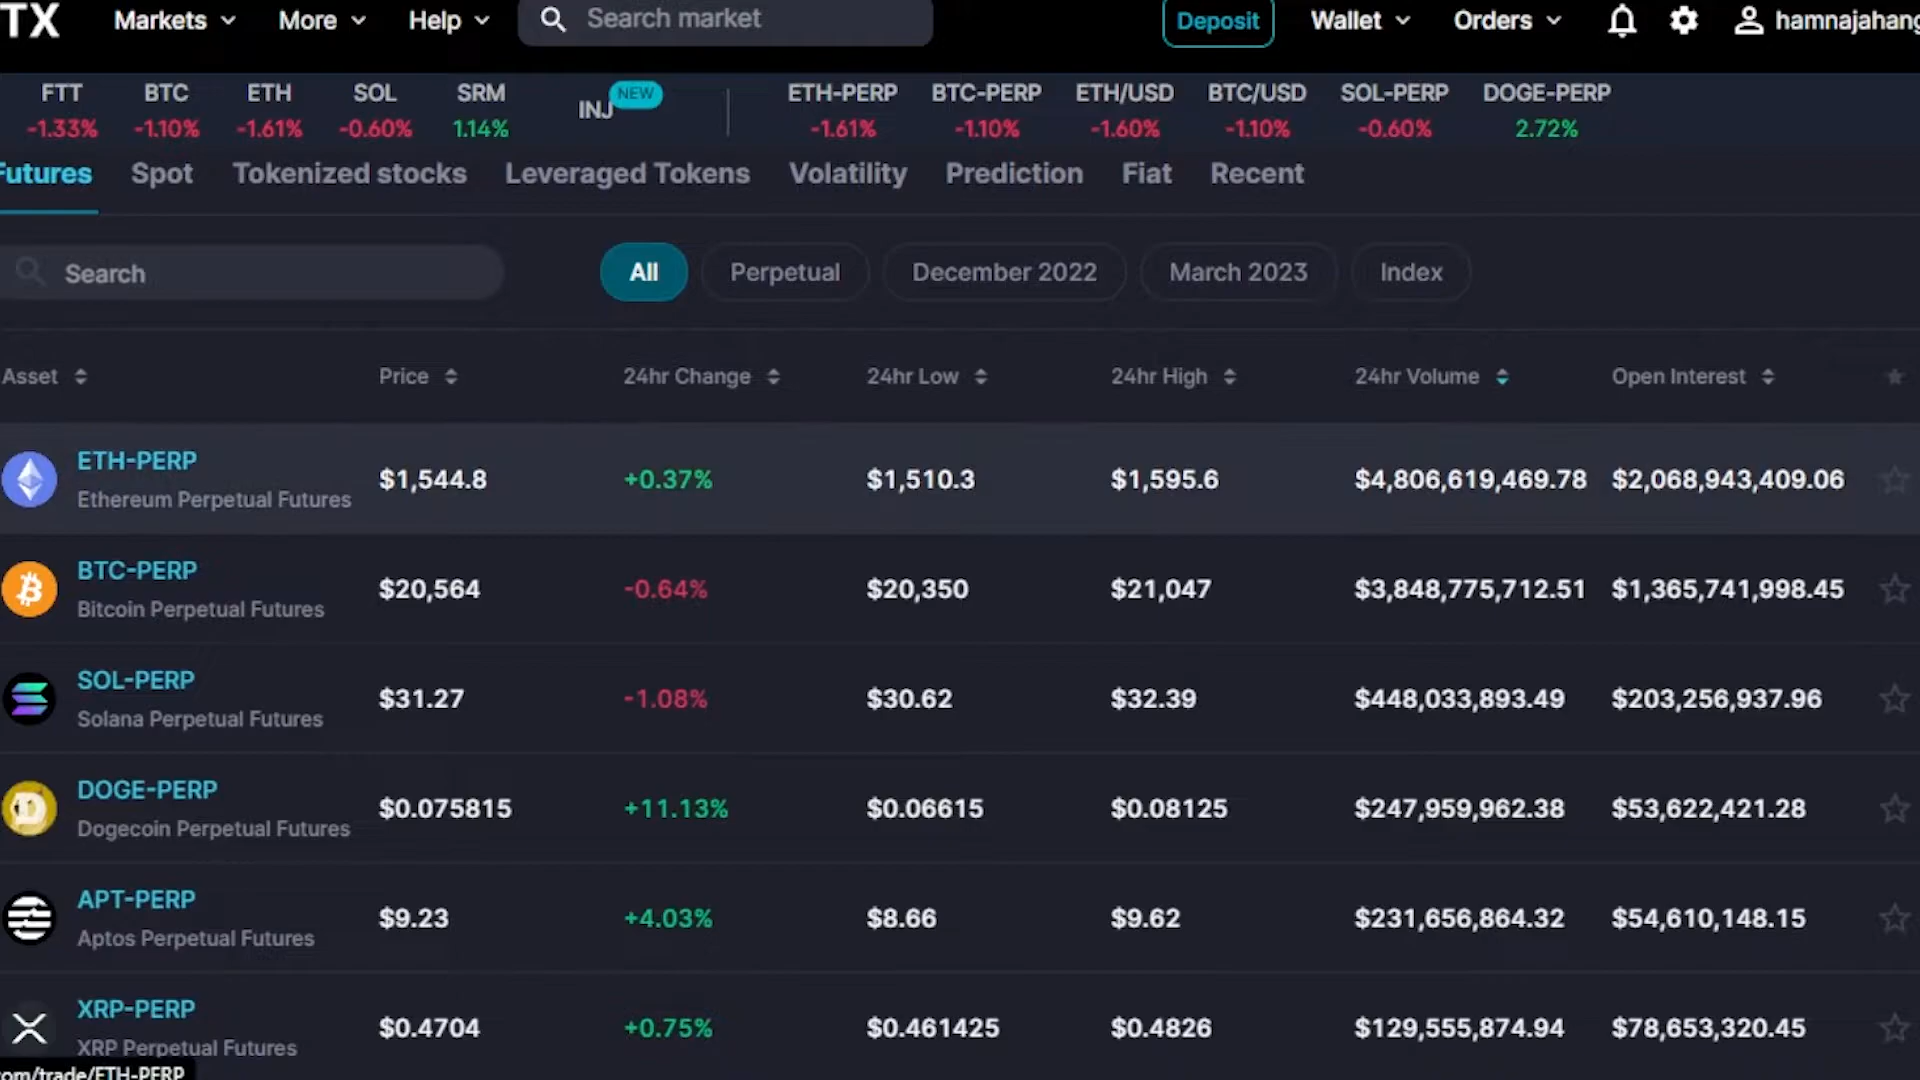 TX Markets More Help Search market Deposit Wallet Orders hamnajahang
FTT BTC ETH SOL SRM INJ NEW ETH-PERP BTC-PERP ETH/USD BTC/USD SOL-PERP DOGE-PERP
-1.33% -1.10% -1.61% -0.60% 1.14% -1.61% -1.10% -1.60% -1.10% -0.60% 2.72%
Futures Spot Tokenized stocks Leveraged Tokens Volatility Prediction Fiat Recent
Search All Perpetual December 2022 March 2023 Index
Asset Price 24hr Change 24hr Low 24hr High 24hr Volume Open Interest
ETH-PERP
Ethereum Perpetual Futures $1,544.8 +0.37% $1,510.3 $1,595.6 $4,806,619,469.78 $2,068,943,409.06
BTC-PERP
Bitcoin Perpetual Futures $20,564 -0.64% $20,350 $21,047 $3,848,775,712.51 $1,365,741,998.45
SOL-PERP
Solana Perpetual Futures $31.27 -1.08% $30.62 $32.39 $448,033,893.49 $203,256,937.96
DOGE-PERP
Dogecoin Perpetual Futures $0.075815 +11.13% $0.06615 $0.08125 $247,959,962.38 $53,622,421.28
APT-PERP
Aptos Perpetual Futures $9.23 +4.03% $8.66 $9.62 $231,656,864.32 $54,610,148.15
XRP-PERP
XRP Perpetual Futures $0.4704 +0.75% $0.461425 $0.4826 $129,555,874.94 $78,653,320.45
om/trade/ETH-PERP